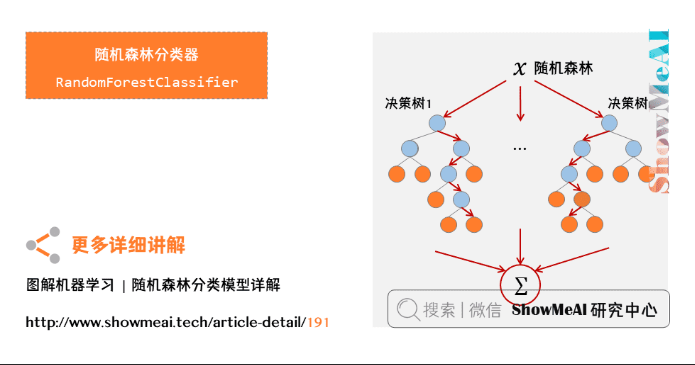 随机森林分类器
RandomForestClassifier
x 随机森林
决策树1
决策树
...
更多详细讲解
图解机器学习 | 随机森林分类模型详解
http://www.showmeai.tech/article-detail/191
Σ
搜索 | 微信 ShowMeAI 研究中心
ShowMeAI